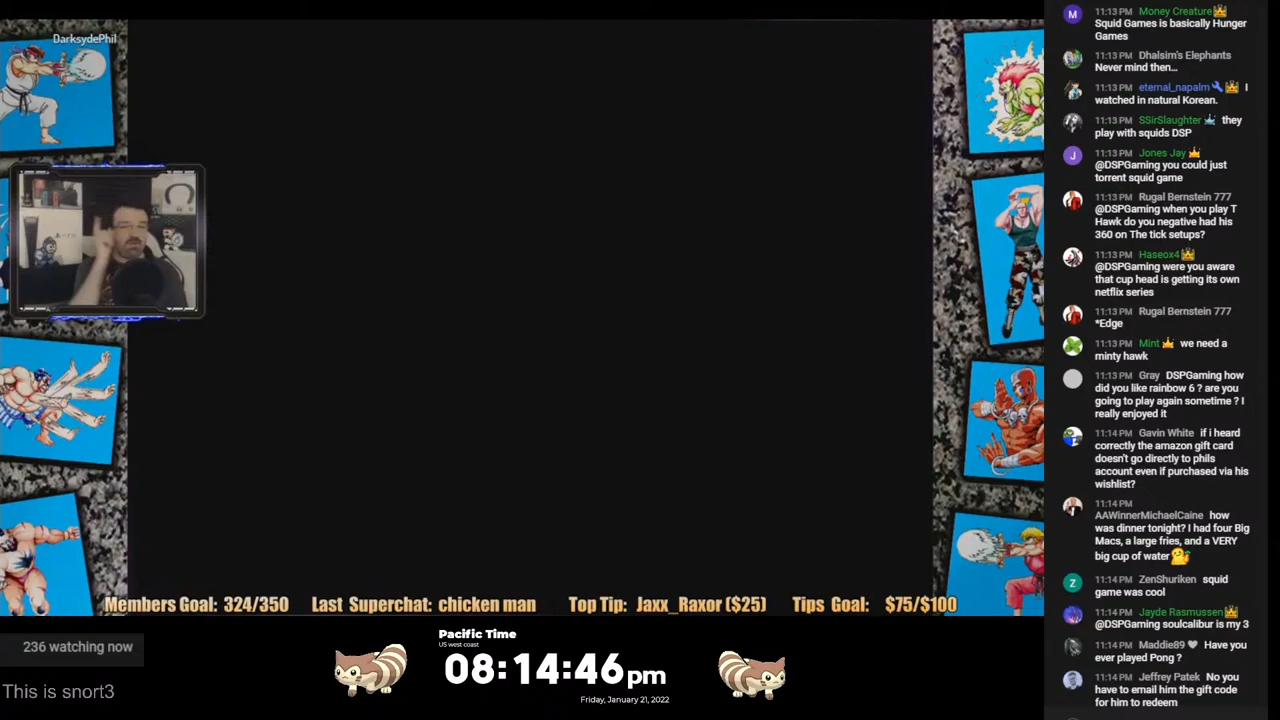 DarksydePhil
Members Goal: 324/350 Last Superchat: chicken man Top Tip: Jaxx_Raxor ($25) Tips Goal: $75/$100
236 watching now
This is snort3
Pacific Time
US west coast
08:14:46 pm
Friday, January 21, 2022
M
11:13 PM Money Creature
Squid Games is basically Hunger
Games
11:13 PM Dhalsim's Elephants
Never mind then...
11:13 PM eternal_napalm I
watched in natural Korean.
11:13 PM SSirSlaughter they
play with squids DSP
J
11:13 PM Jones Jay
@DSPGaming you could just
torrent squid game
11:13 PM Rugal Bernstein 777
@DSPGaming when you play T
Hawk do you negative had his
360 on The tick setups?
11:13 PM Haseox4
@DSPGaming were you aware
that cup head is getting its own
netflix series
11:13 PM Rugal Bernstein 777
*Edge
11:13 PM Mint we need a
minty hawk
11:13 PM Gray DSPGaming how
did you like rainbow 6 ? are you
going to play again sometime ? I
really enjoyed it
11:14 PM Gavin White if i heard
correctly the amazon gift card
doesn't go directly to phils
account even if purchased via his
wishlist?
11:14 PM
AAWinnerMichaelCaine how
was dinner tonight? I had four Big
Macs, a large fries, and a VERY
big cup of water
Z
11:14 PM ZenShuriken squid
game was cool
11:14 PM Jayde Rasmussen
@DSPGaming soulcalibur is my 3
11:14 PM Maddie89 Have you
ever played Pong ?
11:14 PM Jeffrey Patek No you
have to email him the gift code
for him to redeem